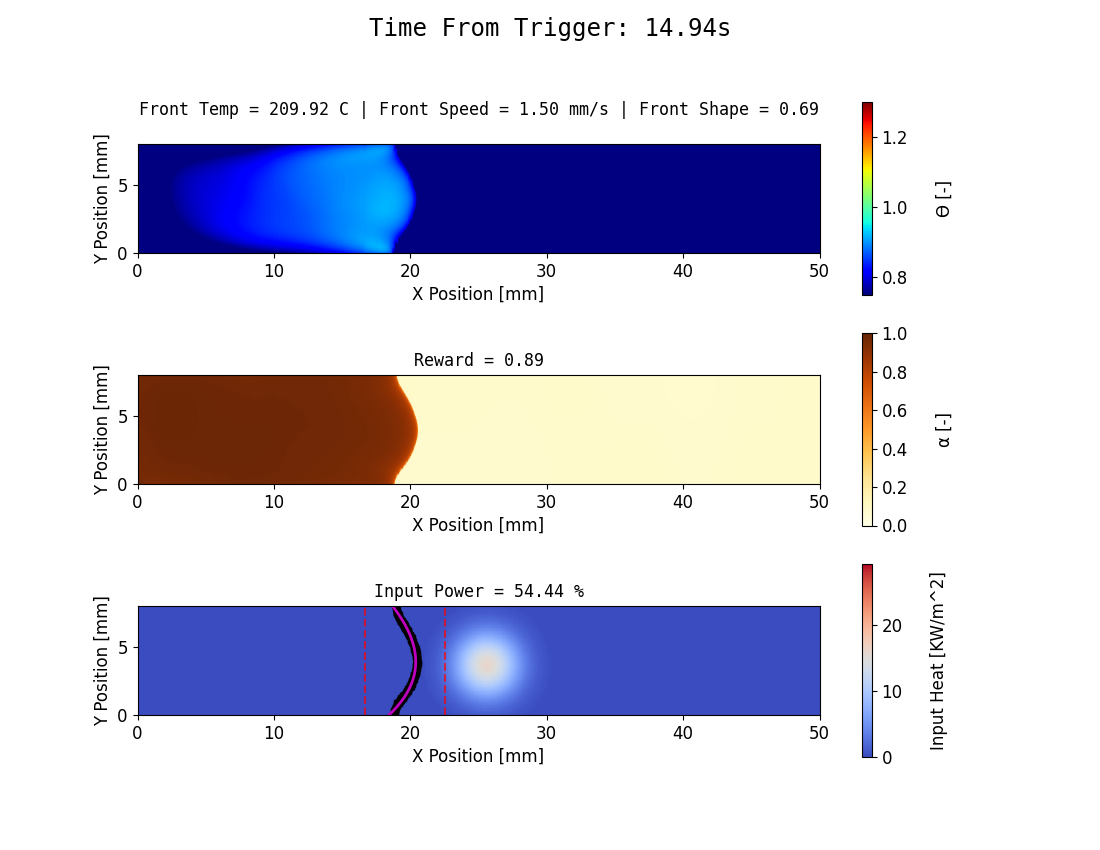 Time From Trigger: 14.94s
Front Temp = 209.92 C | Front Speed = 1.50 mm/s | Front Shape = 0.69
Y Position [mm]
5
0
0 10 20 30 40 50
X Position [mm]
1.2
1.0
0.8
Θ [-]
Reward = 0.89
Y Position [mm]
5
0
0 10 20 30 40 50
X Position [mm]
1.0
0.8
0.6
0.4
0.2
0.0
α [-]
Input Power = 54.44 %
Y Position [mm]
5
0
0 10 20 30 40 50
X Position [mm]
20
10
0
Input Heat [KW/m^2]